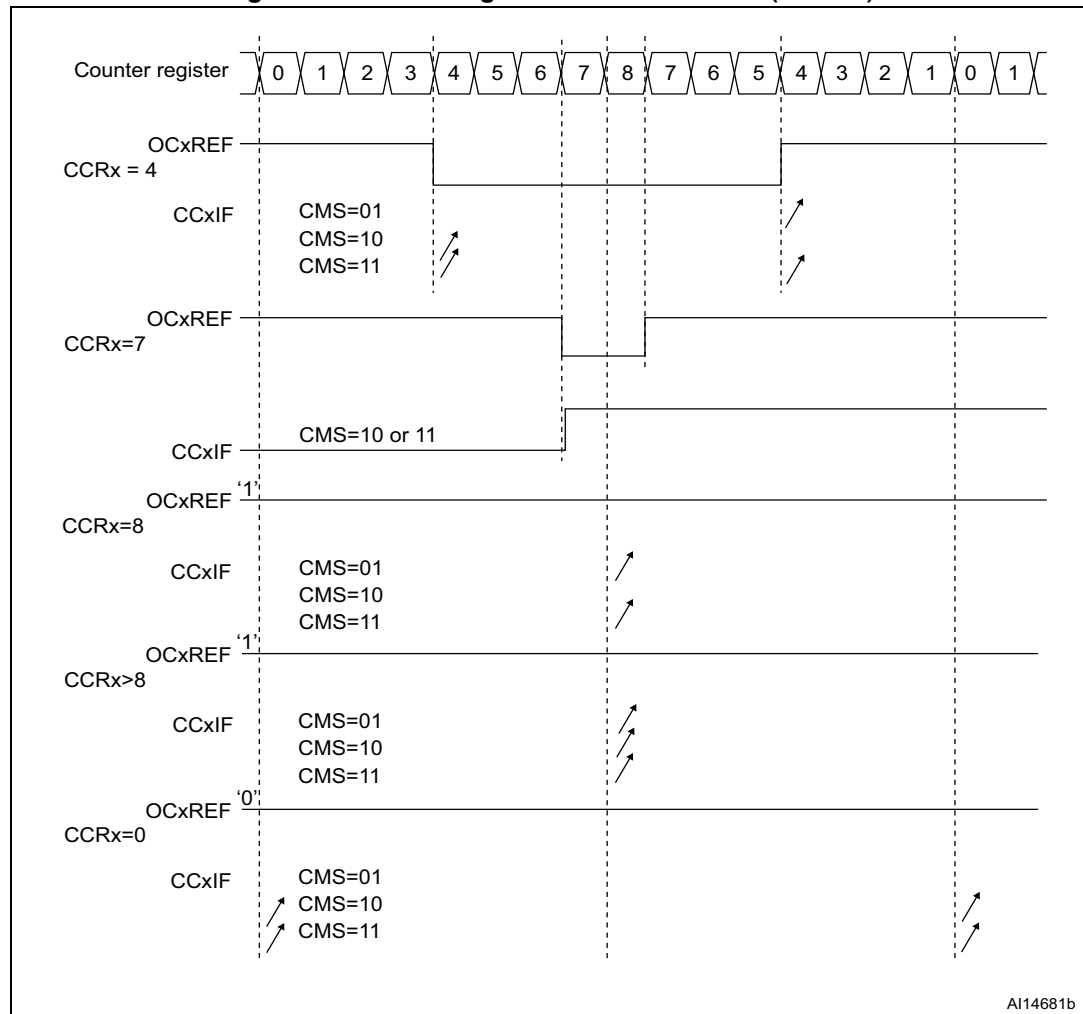 Counter register 0 1 2 3 4 5 6 7 8 7 6 5 4 3 2 1 0 1
OCxREF
CCRx = 4
CCxIF CMS=01
CMS=10
CMS=11
OCxREF
CCRx=7
CMS=10 or 11
CCxIF
OCxREF '1'
CCRx=8
CCxIF CMS=01
CMS=10
CMS=11
OCxREF '1'
CCRx>8
CCxIF CMS=01
CMS=10
CMS=11
OCxREF '0'
CCRx=0
CCxIF CMS=01
CMS=10
CMS=11
AI14681b